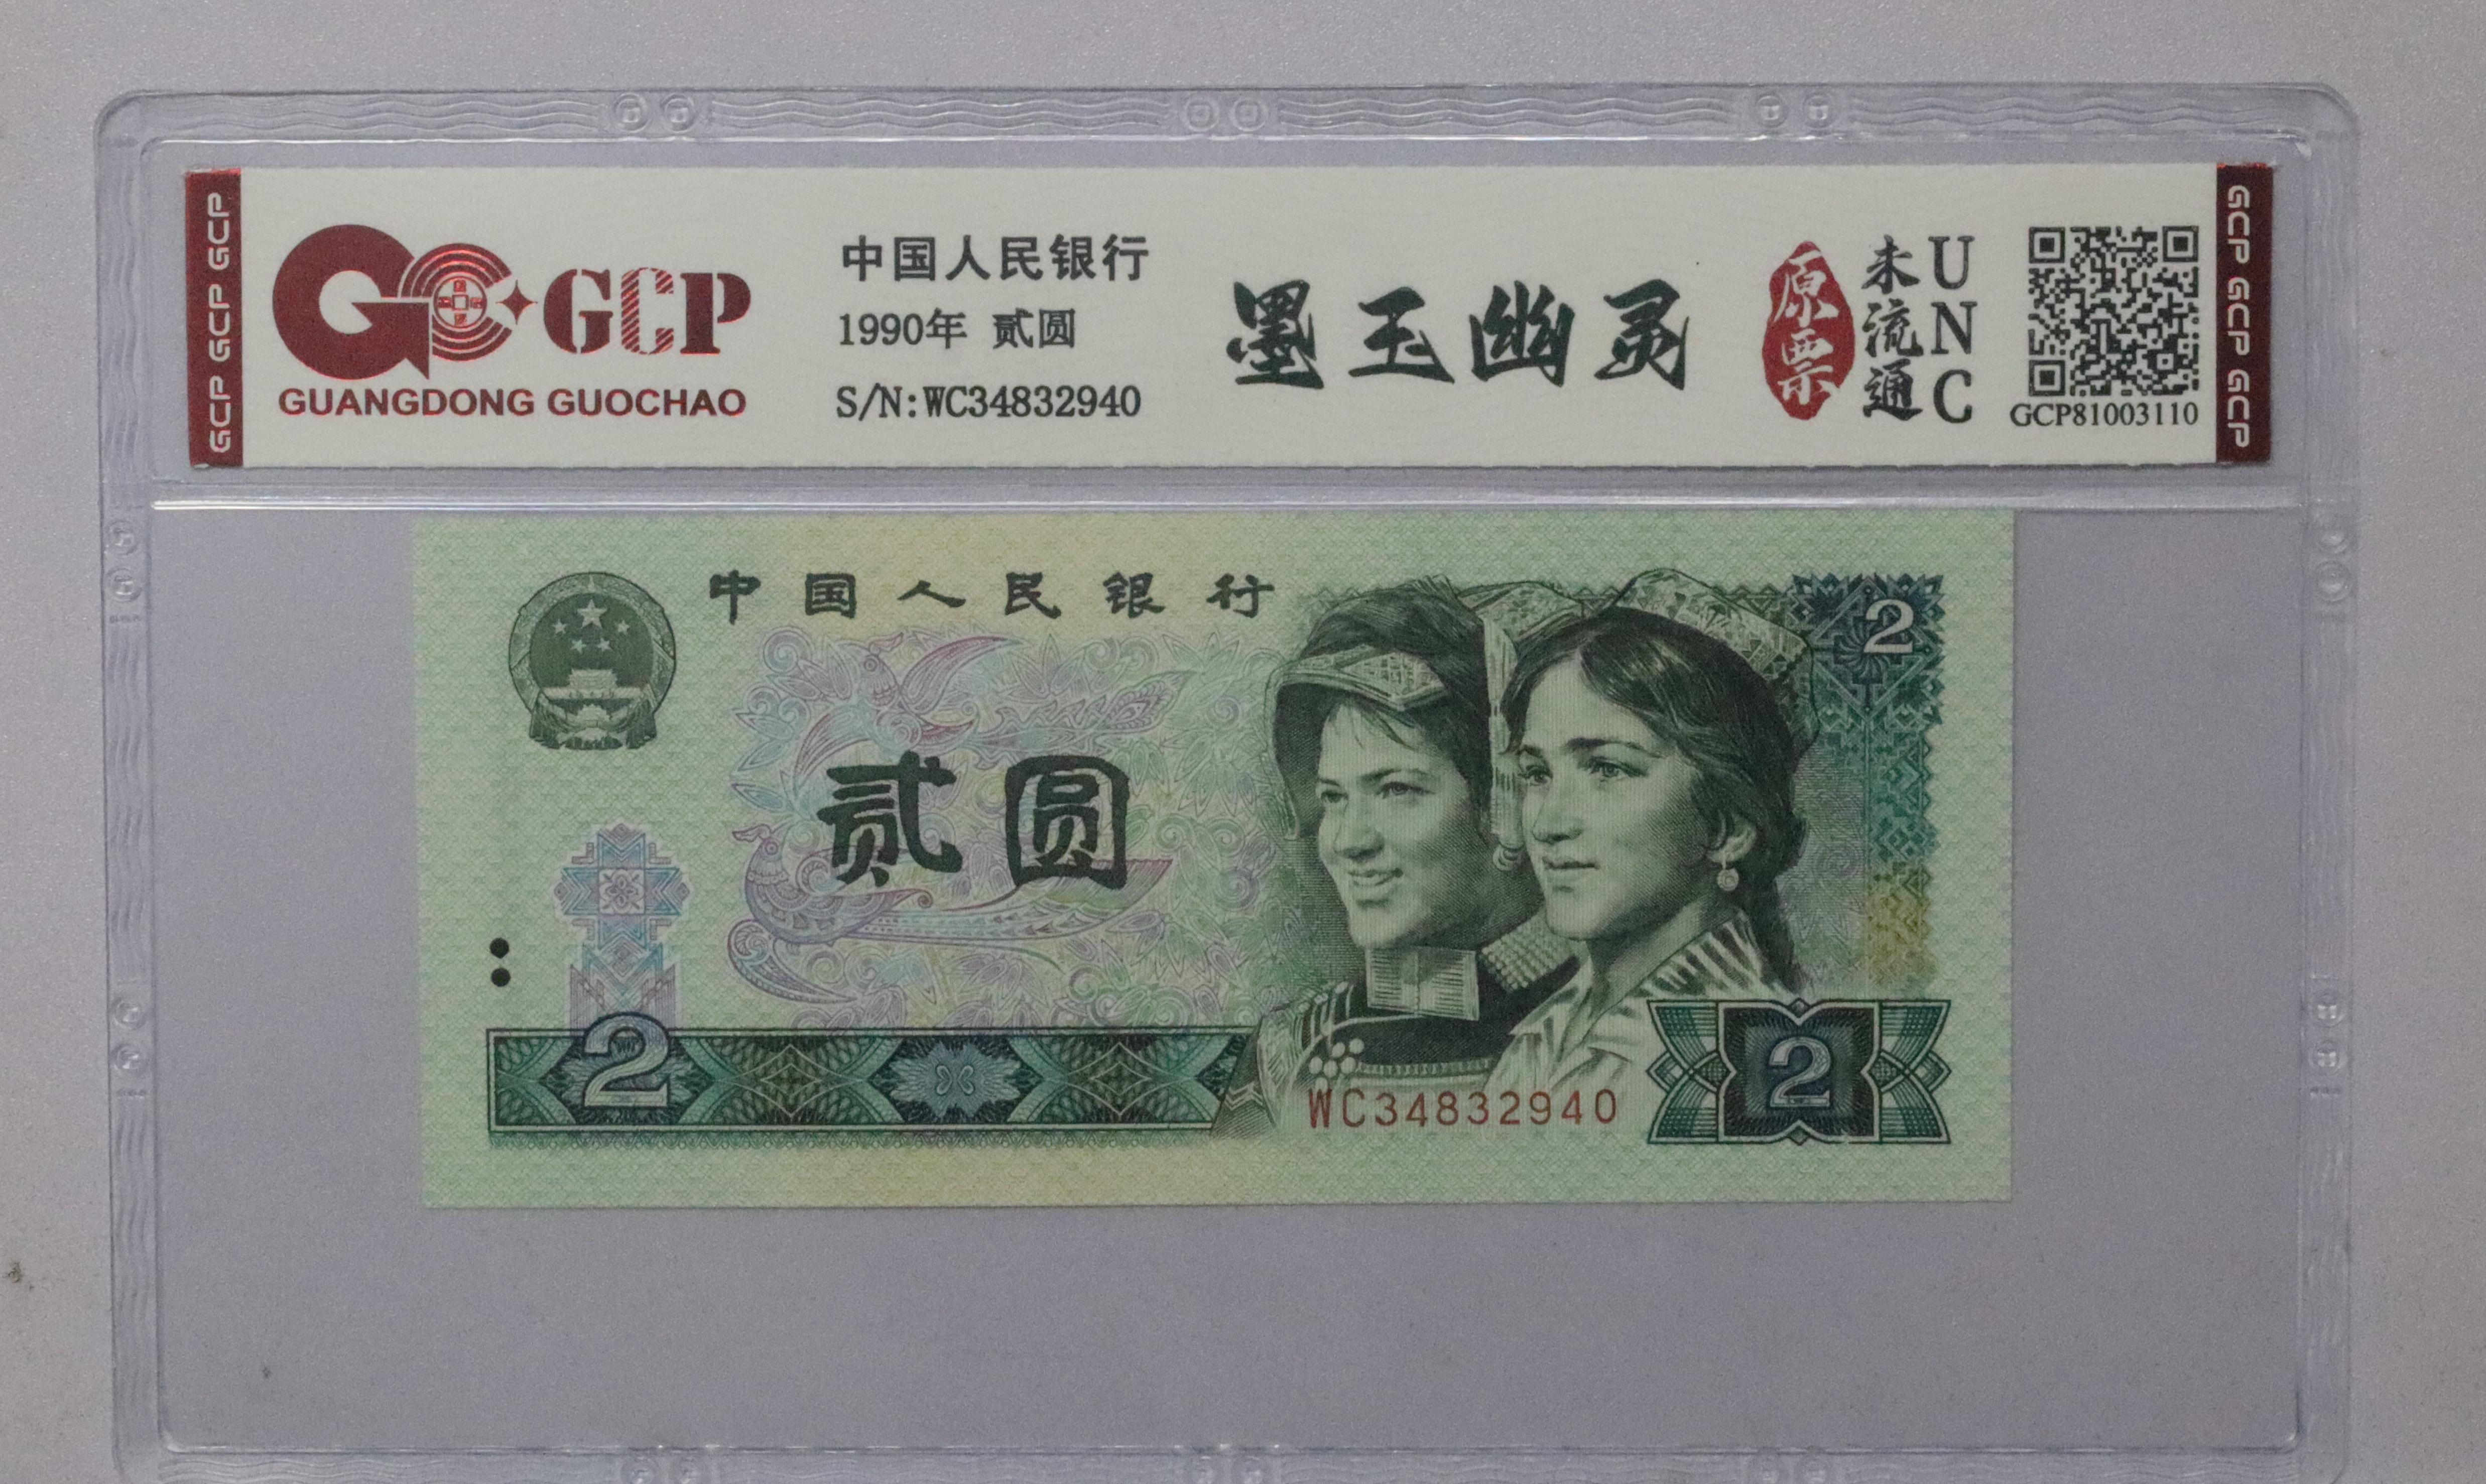 GCP GCP GCP
GCP
GUANGDONG GUOCHAO
中国人民银行
1990年 贰圆
S/N:WC34832940
墨玉幽灵
原票
未流通
UNC
GCP81003110
GCP GCP GCP
中国人民银行
2
贰圆
2
WC34832940
2